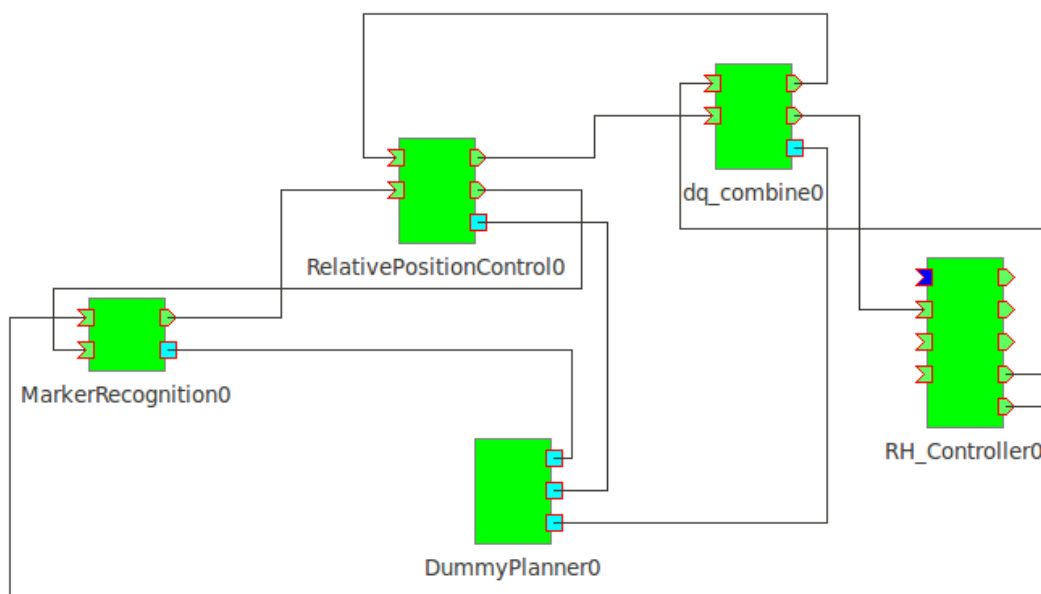 dq_combine0
RelativePositionControl0
MarkerRecognition0
RH_Controller0
DummyPlanner0